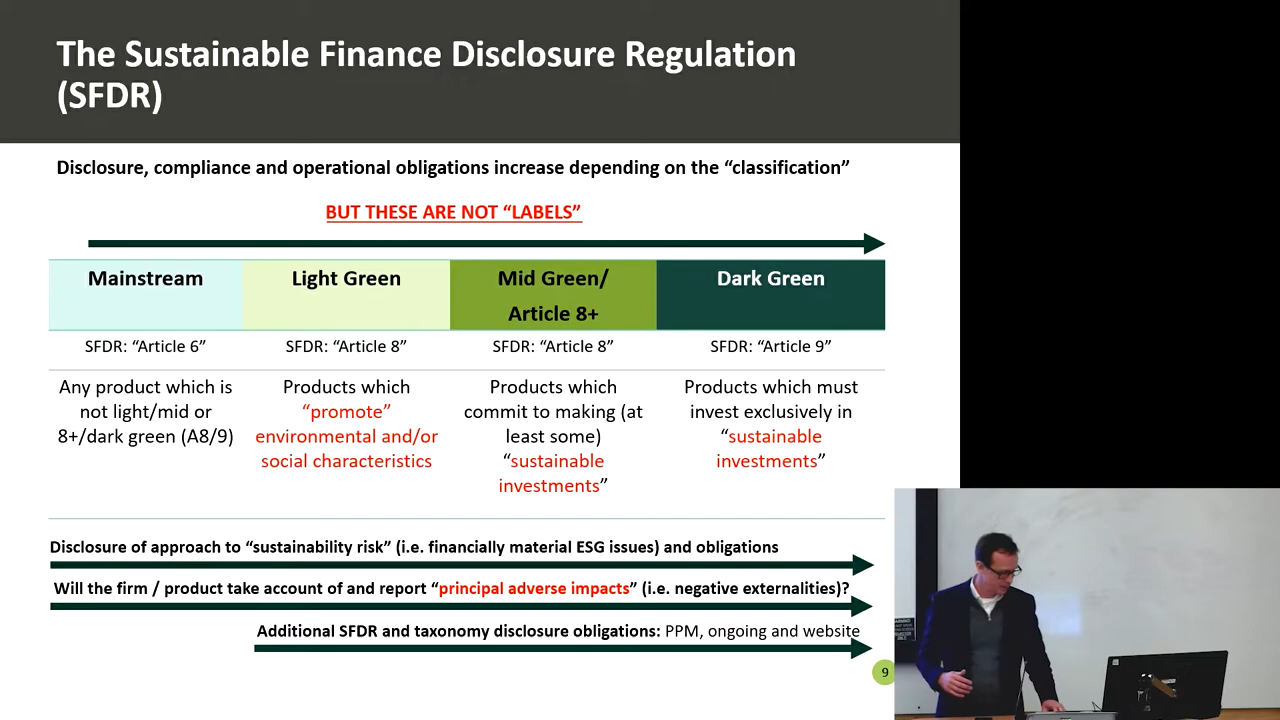 The Sustainable Finance Disclosure Regulation
(SFDR)
Disclosure, compliance and operational obligations increase depending on the “classification”
BUT THESE ARE NOT “LABELS”
Mainstream
Light Green
Mid Green/
Article 8+
Dark Green
SFDR: “Article 6”
SFDR: “Article 8”
SFDR: “Article 8”
SFDR: “Article 9”
Any product which is
not light/mid or
8+/dark green (A8/9)
Products which
“promote”
environmental and/or
social characteristics
Products which
commit to making (at
least some)
“sustainable
investments”
Products which must
invest exclusively in
“sustainable
investments”
Disclosure of approach to “sustainability risk” (i.e. financially material ESG issues) and obligations
Will the firm / product take account of and report “principal adverse impacts” (i.e. negative externalities)?
Additional SFDR and taxonomy disclosure obligations: PPM, ongoing and website
9